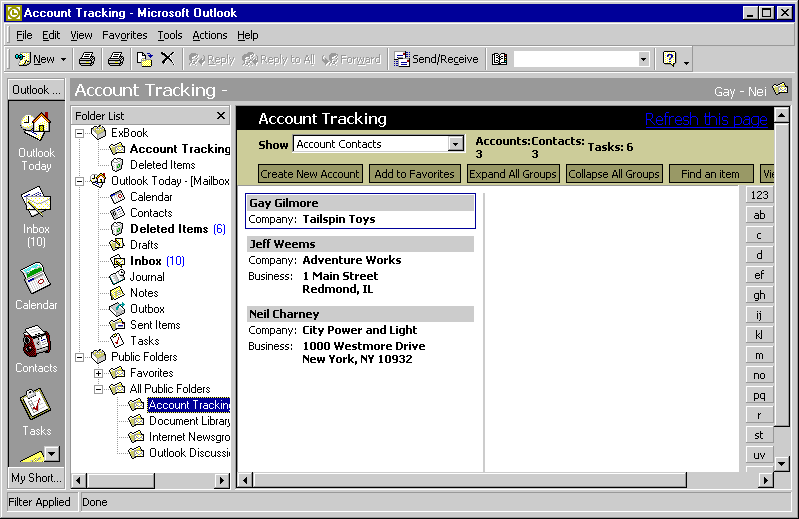 Account Tracking - Microsoft Outlook
File Edit View Favorites Tools Actions Help
New Reply Reply to All Forward Send/Receive
Outlook ... Account Tracking - Gay - Nei
Outlook Today
Inbox (10)
Calendar
Contacts
Tasks
My Short...
Folder List
ExBook
Account Tracking
Deleted Items
Outlook Today - [Mailbox
Calendar
Contacts
Deleted Items (6)
Drafts
Inbox (10)
Journal
Notes
Outbox
Sent Items
Tasks
Public Folders
Favorites
All Public Folders
Account Tracking
Document Library
Internet Newsgro
Outlook Discussi
Account Tracking Refresh this page
Show Account Contacts Accounts: 3 Contacts: 3 Tasks: 6
Create New Account Add to Favorites Expand All Groups Collapse All Groups Find an item Vie
Gay Gilmore
Company: Tailspin Toys
Jeff Weems
Company: Adventure Works
Business: 1 Main Street
Redmond, IL
Neil Charney
Company: City Power and Light
Business: 1000 Westmore Drive
New York, NY 10932
123
ab
c
d
ef
gh
ij
kl
m
no
pq
r
st
uv
Filter Applied Done